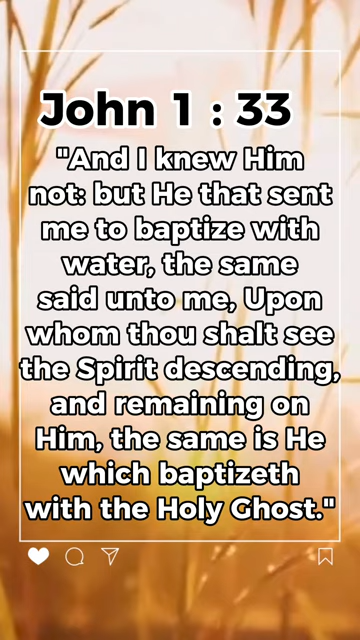 John 1 : 33
"And I knew Him
not: but He that sent
me to baptize with
water, the same
said unto me, Upon
whom thou shalt see
the Spirit descending,
and remaining on
Him, the same is He
which baptizeth
with the Holy Ghost."